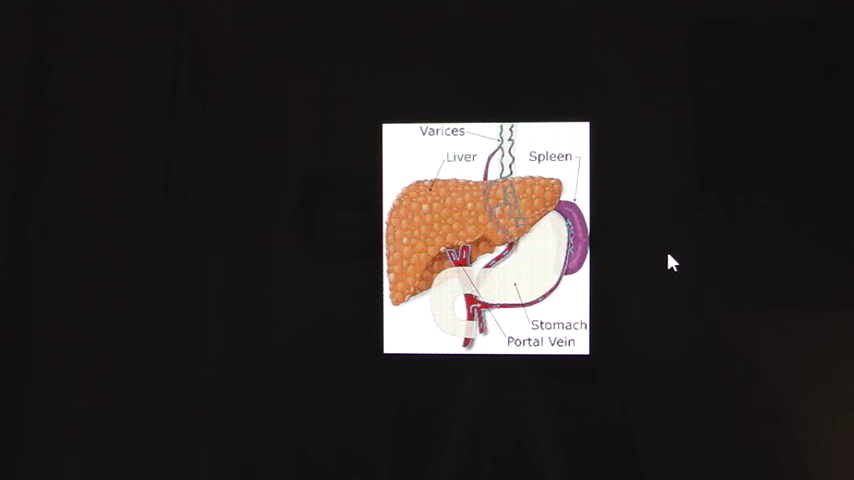 Varices
Liver
Spleen
Stomach
Portal Vein